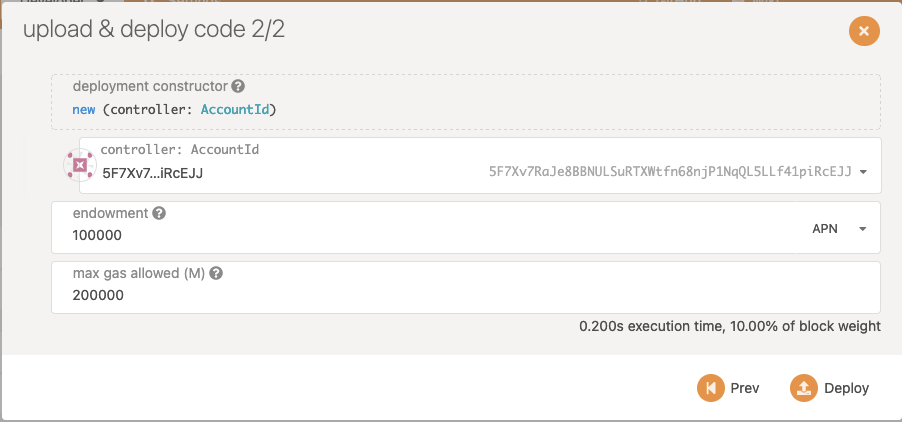 upload & deploy code 2/2
deployment constructor
new (controller: AccountId)
controller: AccountId
5F7Xv7...iRcEJJ 5F7Xv7RaJe8BBNULSuRTXWtfn68njP1NqQL5LLf41piRcEJJ
endowment
100000 APN
max gas allowed (M)
200000
0.200s execution time, 10.00% of block weight
Prev Deploy